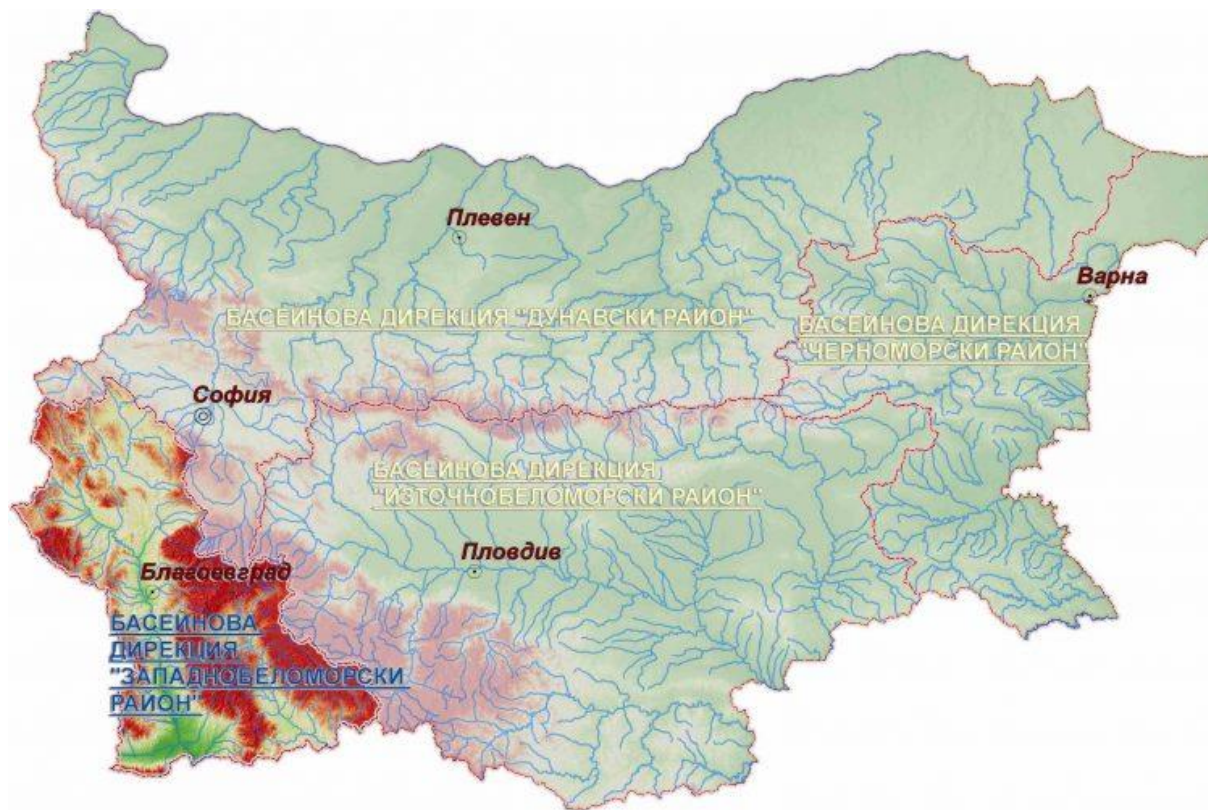 Плевен
Варна
БАСЕЙНОВА ДИРЕКЦИЯ "ДУНАВСКИ РАЙОН"
БАСЕЙНОВА ДИРЕКЦИЯ
"ЧЕРНОМОРСКИ РАЙОН"
София
БАСЕЙНОВА ДИРЕКЦИЯ
"ИЗТОЧНОБЕЛОМОРСКИ РАЙОН"
Пловдив
Благоевград
БАСЕЙНОВА
ДИРЕКЦИЯ
"ЗАПАДНОБЕЛОМОРСКИ
РАЙОН"